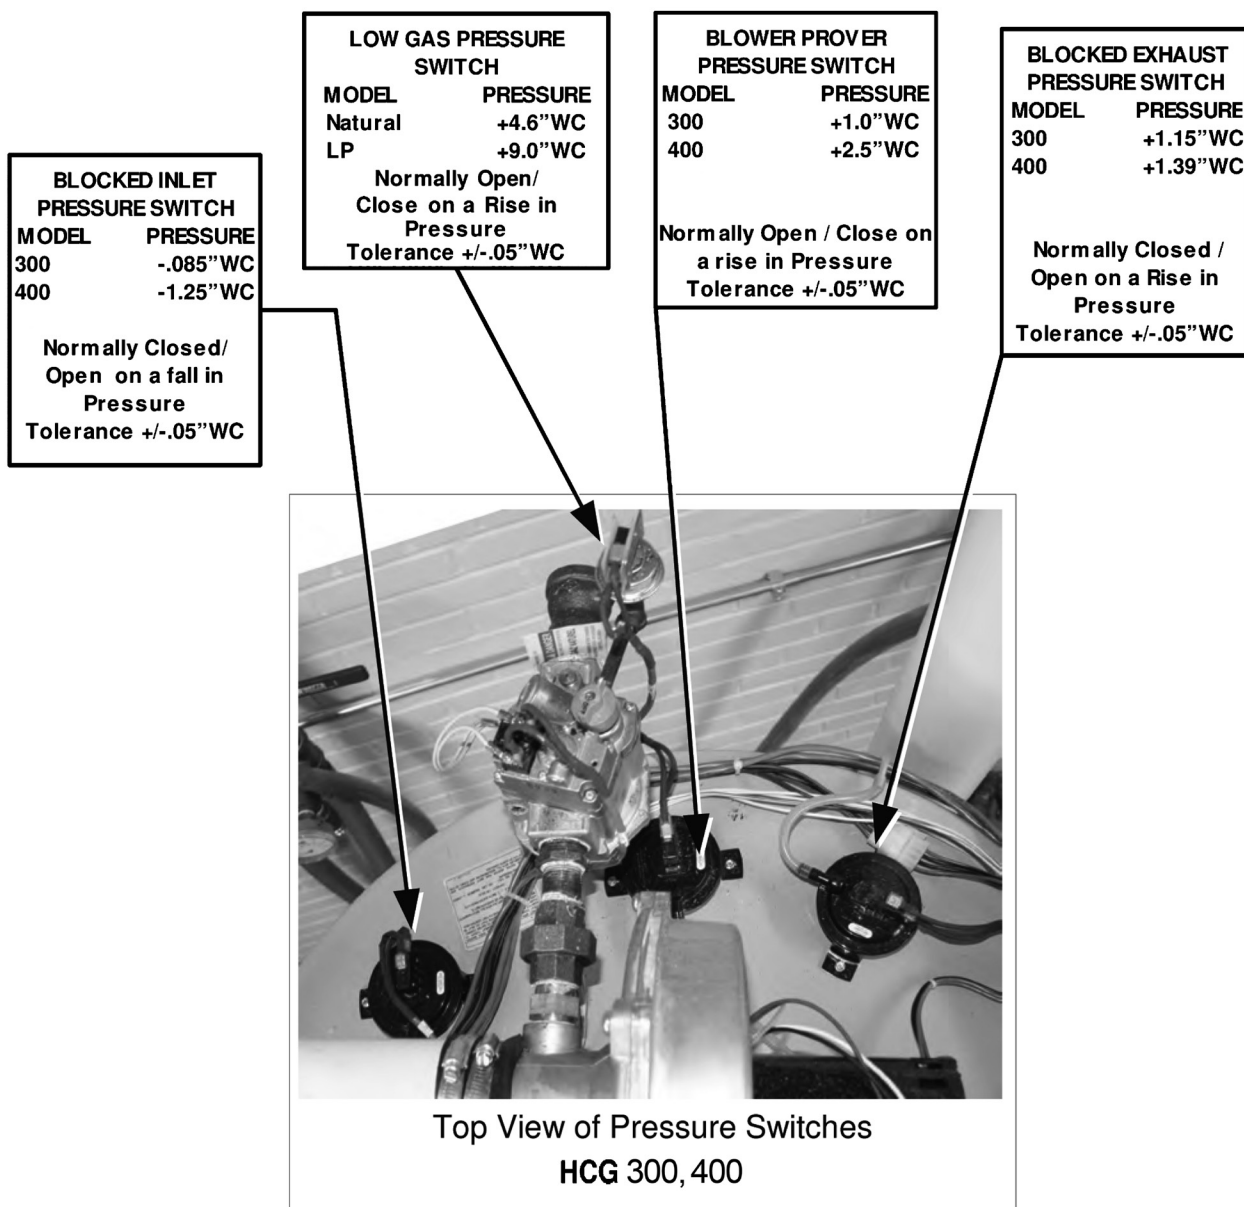 LOW GAS PRESSURE
SWITCH
MODEL PRESSURE
Natural +4.6”WC
LP +9.0”WC
Normally Open/
Close on a Rise in
Pressure
Tolerance +/-.05”WC
BLOWER PROVER
PRESSURE SWITCH
MODEL PRESSURE
300 +1.0”WC
400 +2.5”WC
Normally Open / Close on
a rise in Pressure
Tolerance +/-.05”WC
BLOCKED EXHAUST
PRESSURE SWITCH
MODEL PRESSURE
300 +1.15”WC
400 +1.39”WC
Normally Closed /
Open on a Rise in
Pressure
Tolerance +/-.05”WC
BLOCKED INLET
PRESSURE SWITCH
MODEL PRESSURE
300 -.085”WC
400 -1.25”WC
Normally Closed/
Open on a fall in
Pressure
Tolerance +/-.05”WC
Top View of Pressure Switches
HCG 300, 400